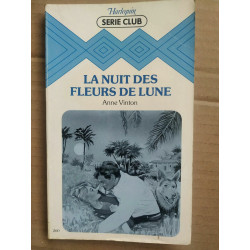 Harlequin
SERIE CLUB
LA NUIT DES
FLEURS DE LUNE
Anne Vinton